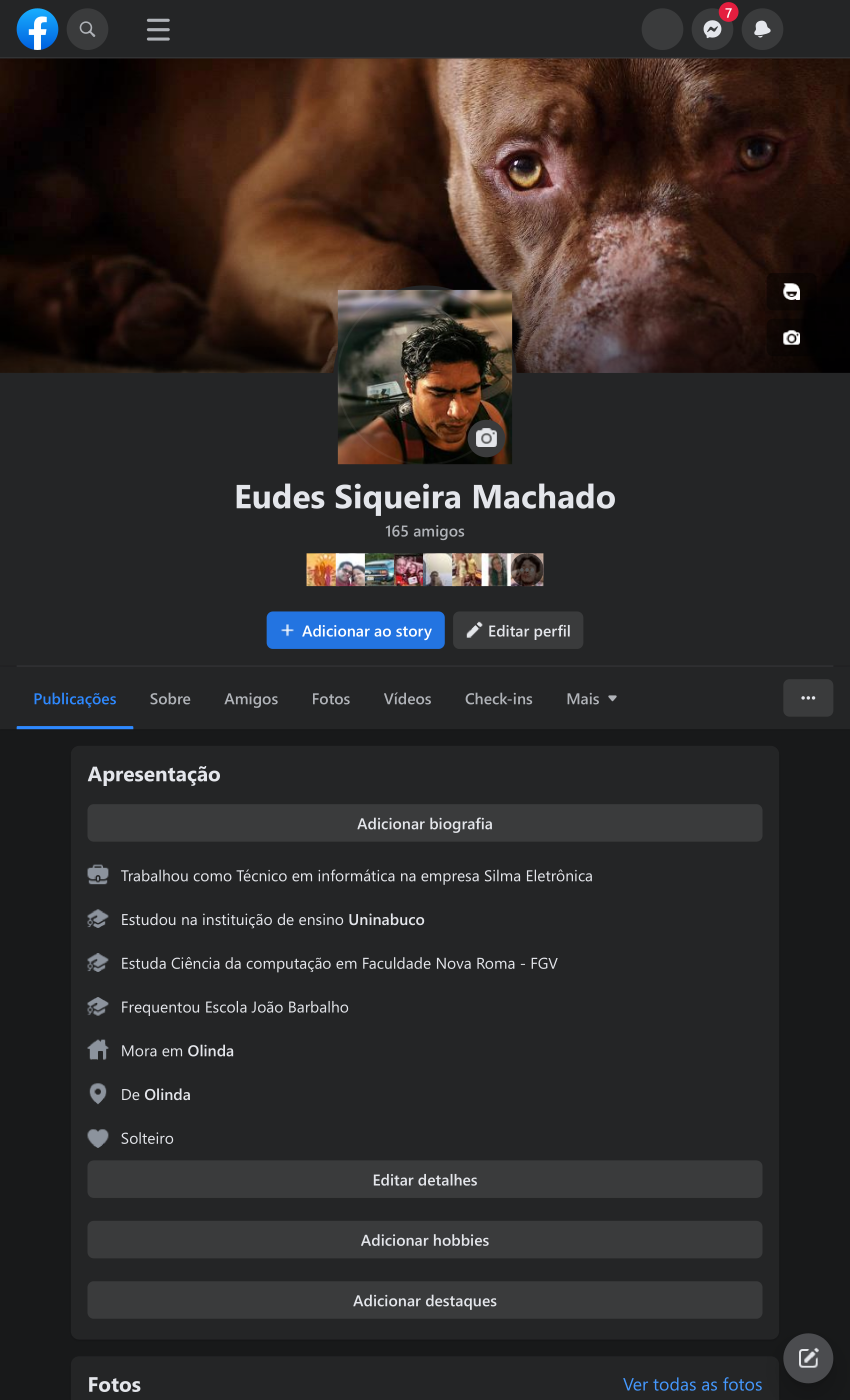 7
Eudes Siqueira Machado
165 amigos
+ Adicionar ao story
Editar perfil
Publicações
Sobre
Amigos
Fotos
Vídeos
Check-ins
Mais
Apresentação
Adicionar biografia
Trabalhou como Técnico em informática na empresa Silma Eletrônica
Estudou na instituição de ensino Uninabuco
Estuda Ciência da computação em Faculdade Nova Roma - FGV
Frequentou Escola João Barbalho
Mora em Olinda
De Olinda
Solteiro
Editar detalhes
Adicionar hobbies
Adicionar destaques
Fotos
Ver todas as fotos